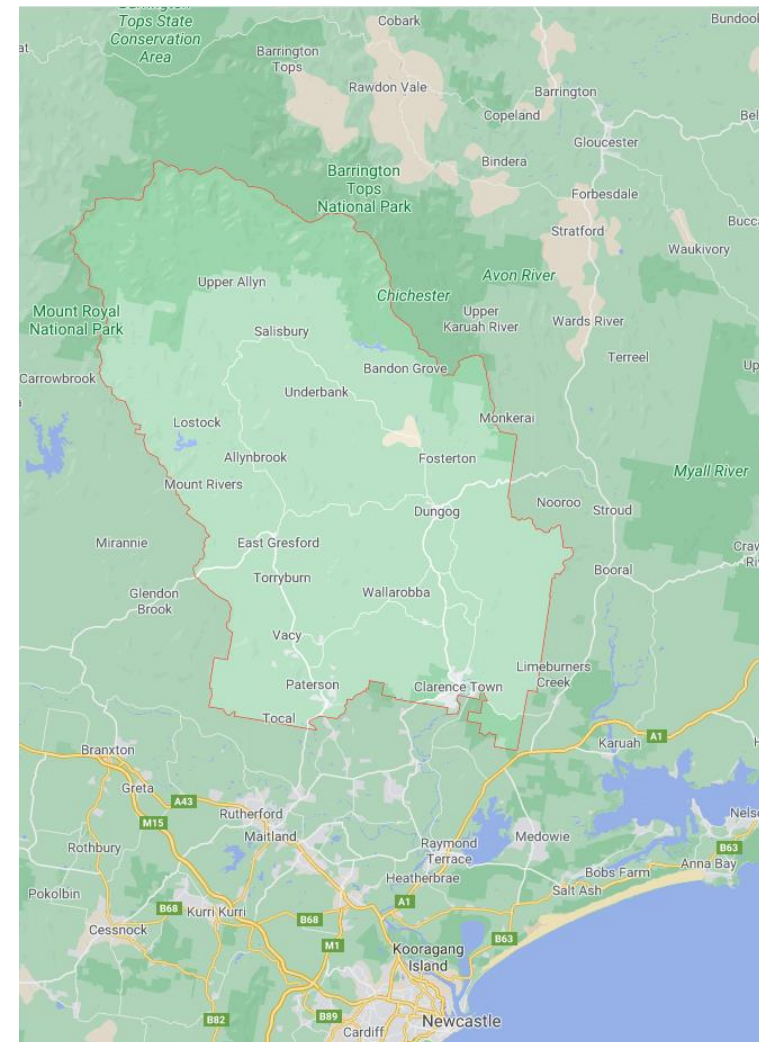 Tops State
Conservation
Area
Cobark
Bundook
Barrington
Tops
Rawdon Vale
Barrington
Copeland
Gloucester
Bindera
Barrington
Tops
National Park
Forbesdale
Stratford
Waukivory
Avon River
Upper Allyn
Chichester
Mount Royal
National Park
Upper
Karuah River
Wards River
Salisbury
Terreel
Bandon Grove
Carrowbrook
Underbank
Monkerai
Lostock
Allynbrook
Fosterton
Myall River
Mount Rivers
Nooroo
Stroud
Dungog
Mirannie
East Gresford
Booral
Torryburn
Glendon
Brook
Wallarobba
Vacy
Limeburners
Creek
Paterson
Clarence Town
Tocal
A1
Karuah
Branxton
Greta
A43
M15
Rutherford
Maitland
Raymond
Terrace
Medowie
B63
Rothbury
Anna Bay
Heatherbrae
Bobs Farm
Salt Ash
Pokolbin
B68
Kurri Kurri
A1
B68
Cessnock
M1
B63
Kooragang
Island
B82
B89
Newcastle
Cardiff